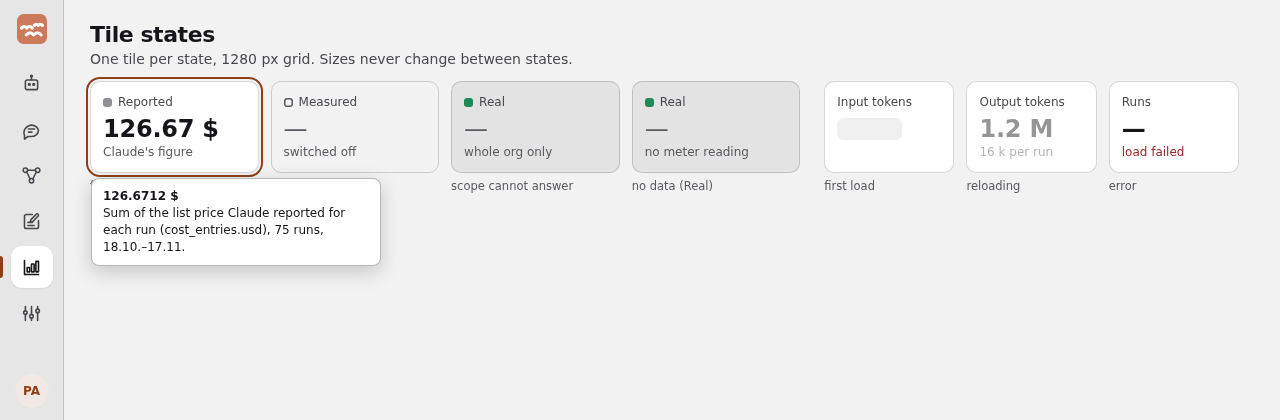 Tile states
One tile per state, 1280 px grid. Sizes never change between states.
Reported
126.67 $
Claude's figure
Measured
—
switched off
Real
—
whole org only
Real
—
no meter reading
Input tokens
Output tokens
1.2 M
16 k per run
Runs
—
load failed
scope cannot answer
no data (Real)
first load
reloading
error
126.6712 $
Sum of the list price Claude reported for
each run (cost_entries.usd), 75 runs,
18.10.–17.11.
PA